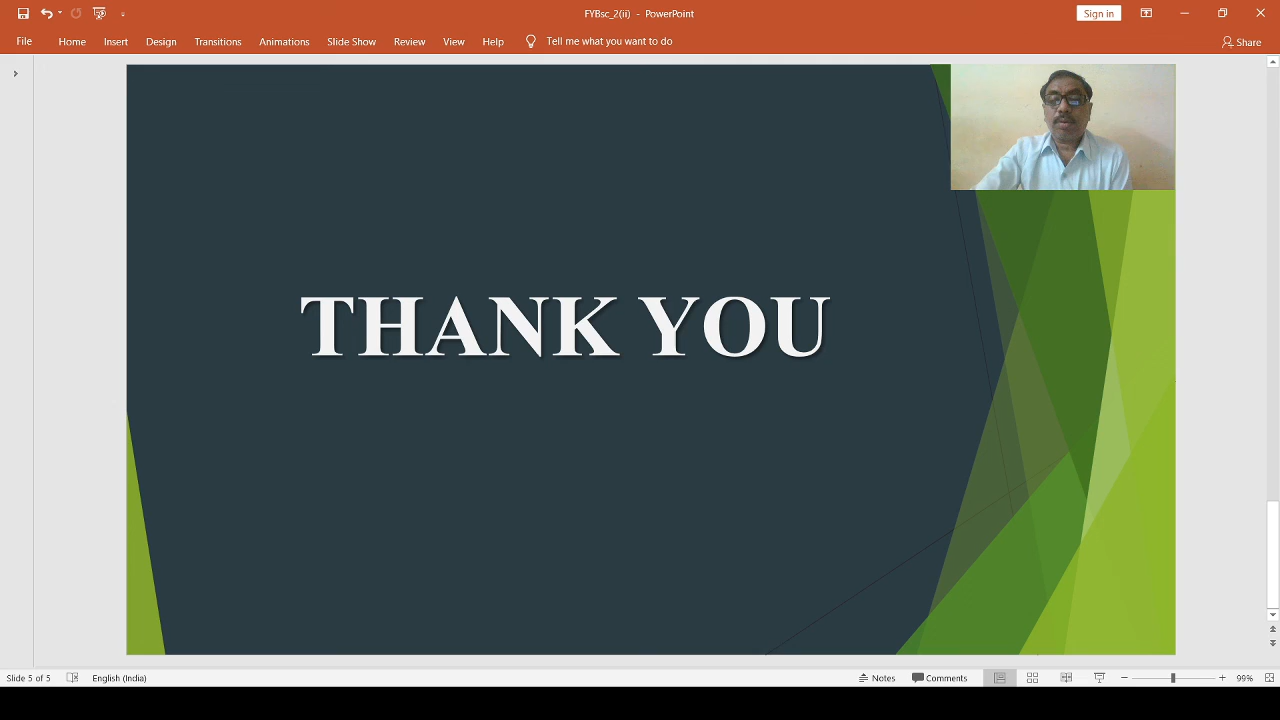 FYBsc_2(ii) - PowerPoint
Sign in
File Home Insert Design Transitions Animations Slide Show Review View Help Tell me what you want to do Share
THANK YOU
Slide 5 of 5 English (India) Notes Comments 99%